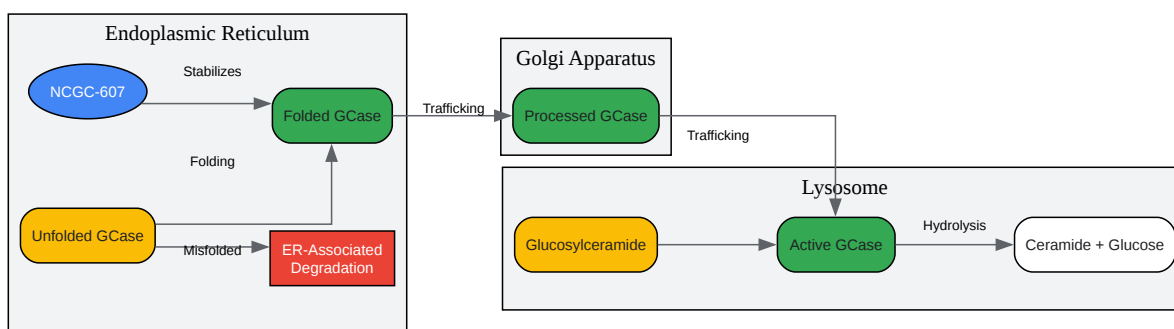 Endoplasmic Reticulum
NCGC-607
Stabilizes
Folded GCase
Folding
Unfolded GCase
Misfolded
ER-Associated
Degradation
Trafficking
Golgi Apparatus
Processed GCase
Trafficking
Lysosome
Glucosylceramide
Active GCase
Hydrolysis
Ceramide + Glucose